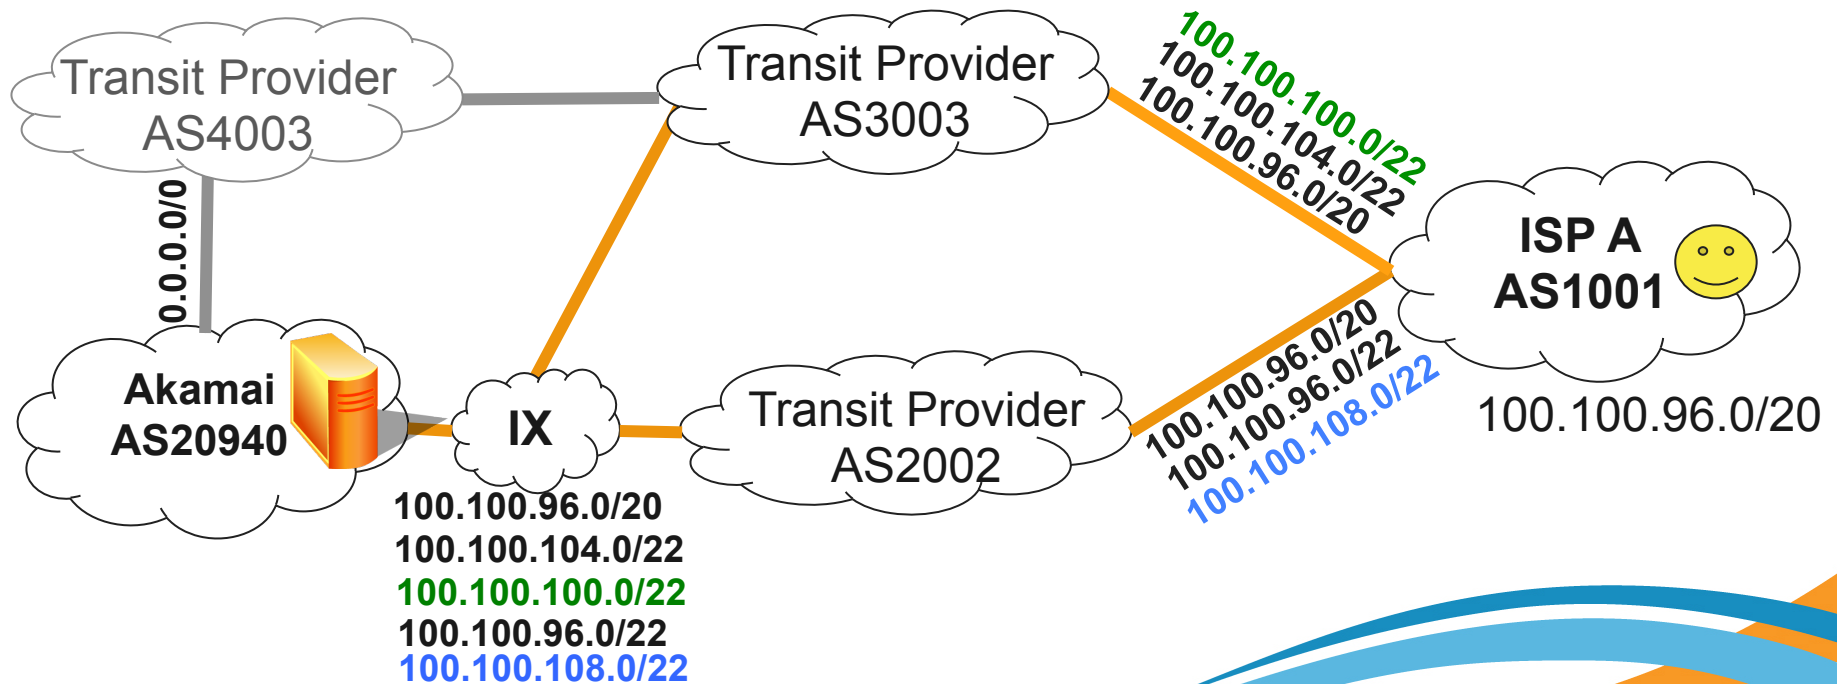 Transit Provider
AS4003
Transit Provider
AS3003
100.100.100.0/22
100.100.104.0/22
100.100.96.0/20
0.0.0.0/0
ISP A
AS1001
100.100.96.0/20
Akamai
AS20940
IX
Transit Provider
AS2002
100.100.96.0/20
100.100.96.0/22
100.100.108.0/22
100.100.96.0/20
100.100.104.0/22
100.100.100.0/22
100.100.96.0/22
100.100.108.0/22